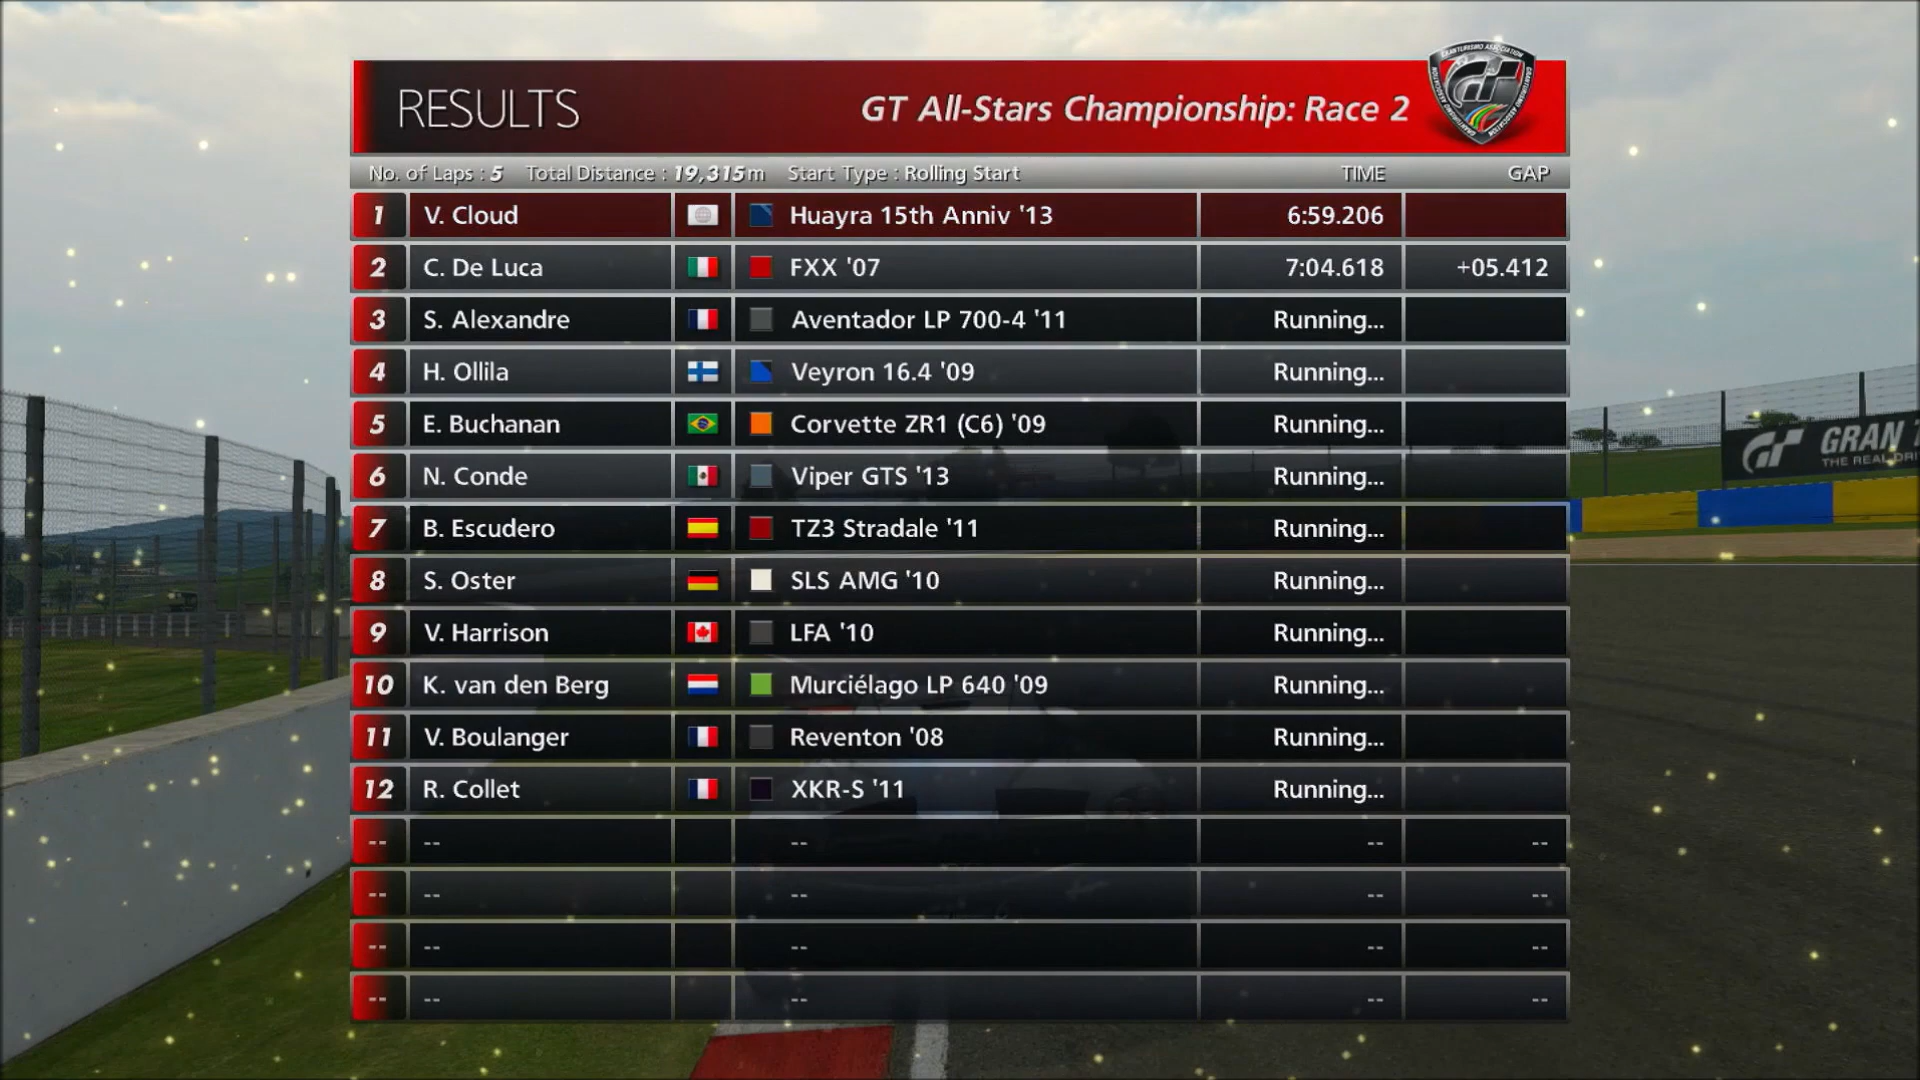 RESULTS
GT All-Stars Championship: Race 2
No. of Laps : 5 Total Distance : 19,315m Start Type : Rolling Start TIME GAP
1 V. Cloud Huayra 15th Anniv '13 6:59.206
2 C. De Luca FXX '07 7:04.618 +05.412
3 S. Alexandre Aventador LP 700-4 '11 Running...
4 H. Ollila Veyron 16.4 '09 Running...
5 E. Buchanan Corvette ZR1 (C6) '09 Running...
GRAN T
THE REAL DRI
6 N. Conde Viper GTS '13 Running...
7 B. Escudero TZ3 Stradale '11 Running...
8 S. Oster SLS AMG '10 Running...
9 V. Harrison LFA '10 Running...
10 K. van den Berg Murciélago LP 640 '09 Running...
11 V. Boulanger Reventon '08 Running...
12 R. Collet XKR-S '11 Running...
-- -- -- -- --
-- -- -- -- --
-- -- -- -- --
-- -- -- -- --